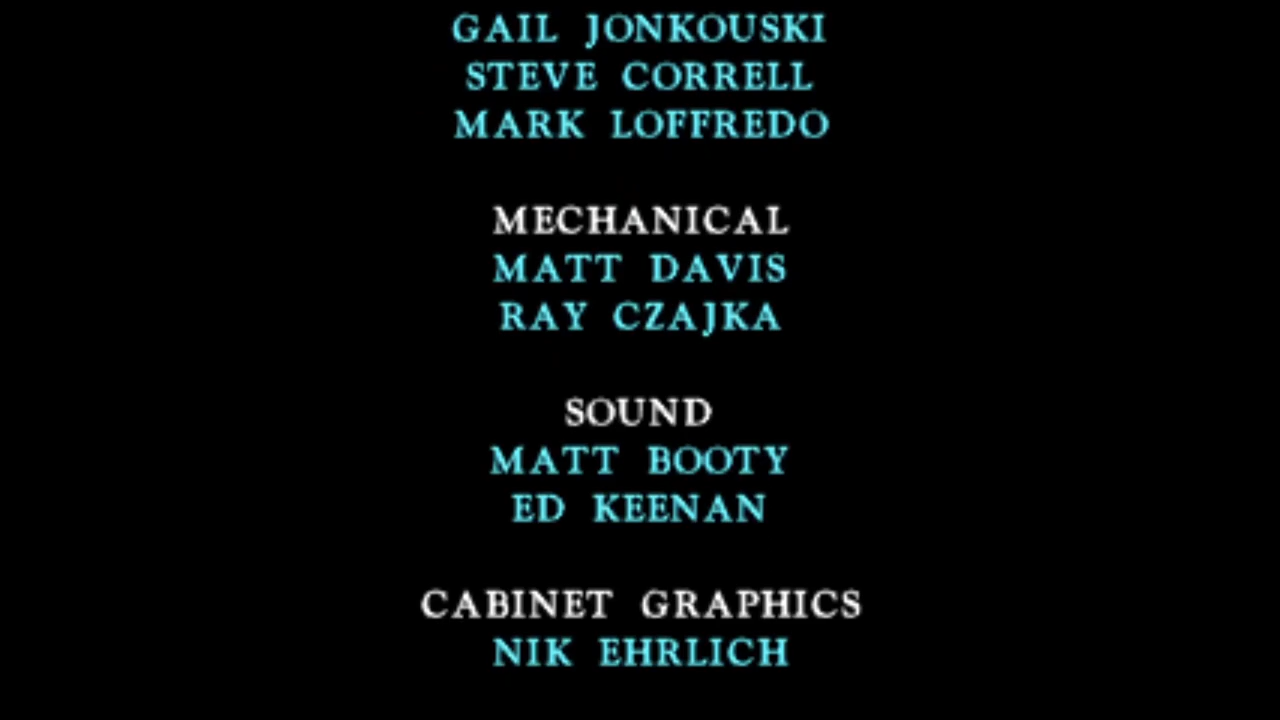 GAIL JONKOUSKI
STEVE CORRELL
MARK LOFFREDO
MECHANICAL
MATT DAVIS
RAY CZAJKA
SOUND
MATT BOOTY
ED KEENAN
CABINET GRAPHICS
NIK EHRLICH